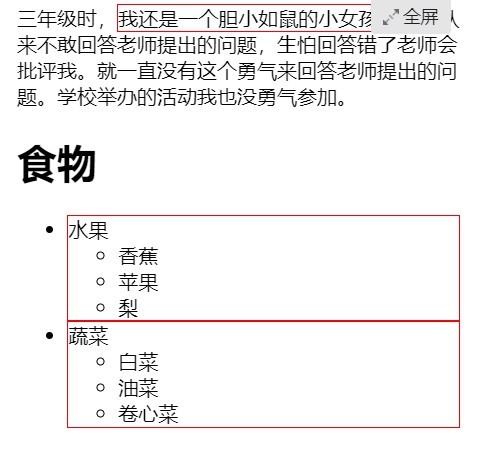 三年级时，我还是一个胆小如鼠的小女孩
全屏
来不敢回答老师提出的问题，生怕回答错了老师会
批评我。就一直没有这个勇气来回答老师提出的问
题。学校举办的活动我也没勇气参加。
食物
水果
香蕉
苹果
梨
蔬菜
白菜
油菜
卷心菜